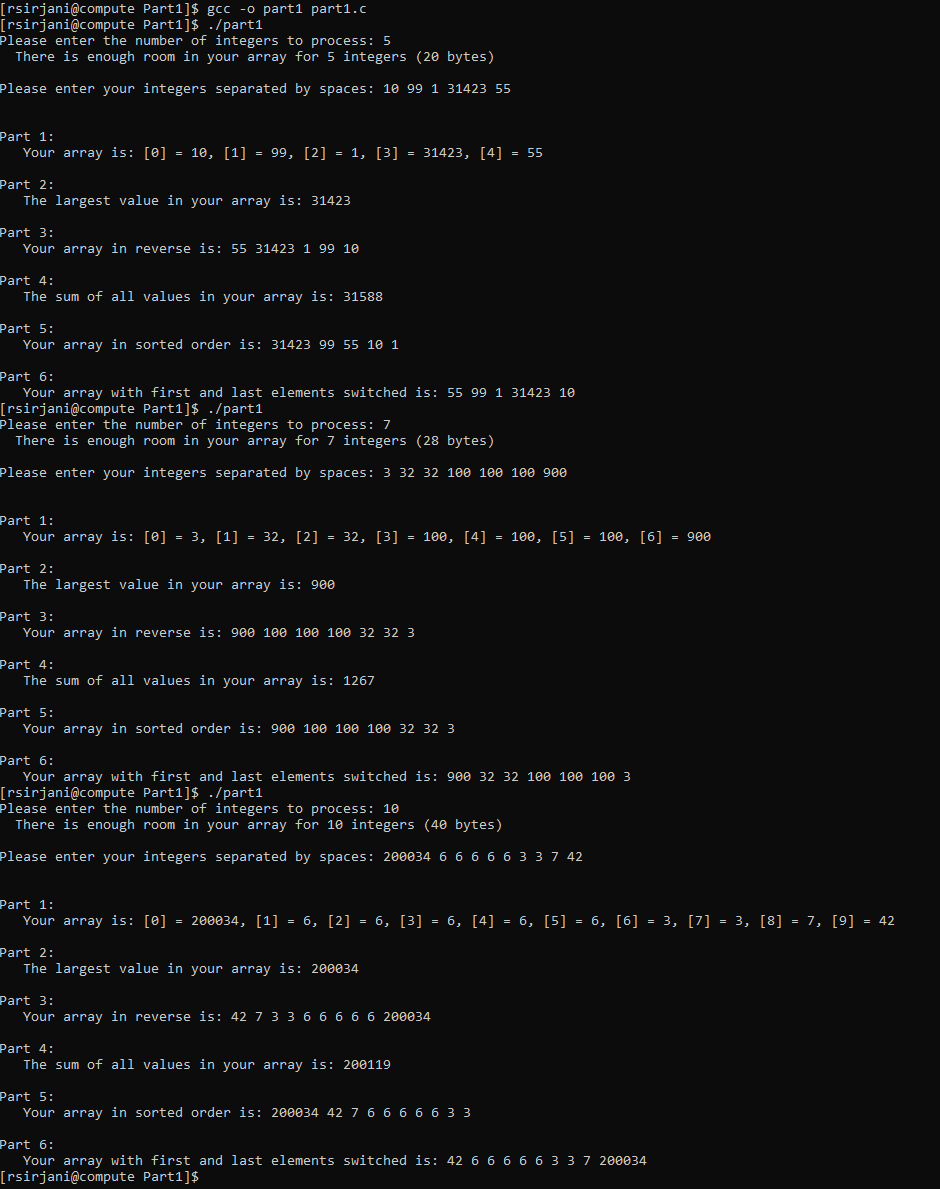 [rsirjani@compute Part1]$ gcc -o part1 part1.c
[rsirjani@compute Part1]$ ./part1
Please enter the number of integers to process: 5
  There is enough room in your array for 5 integers (20 bytes)
Please enter your integers separated by spaces: 10 99 1 31423 55
Part 1:
   Your array is: [0] = 10, [1] = 99, [2] = 1, [3] = 31423, [4] = 55
Part 2:
   The largest value in your array is: 31423
Part 3:
   Your array in reverse is: 55 31423 1 99 10
Part 4:
   The sum of all values in your array is: 31588
Part 5:
   Your array in sorted order is: 31423 99 55 10 1
Part 6:
   Your array with first and last elements switched is: 55 99 1 31423 10
[rsirjani@compute Part1]$ ./part1
Please enter the number of integers to process: 7
  There is enough room in your array for 7 integers (28 bytes)
Please enter your integers separated by spaces: 3 32 32 100 100 100 900
Part 1:
   Your array is: [0] = 3, [1] = 32, [2] = 32, [3] = 100, [4] = 100, [5] = 100, [6] = 900
Part 2:
   The largest value in your array is: 900
Part 3:
   Your array in reverse is: 900 100 100 100 32 32 3
Part 4:
   The sum of all values in your array is: 1267
Part 5:
   Your array in sorted order is: 900 100 100 100 32 32 3
Part 6:
   Your array with first and last elements switched is: 900 32 32 100 100 100 3
[rsirjani@compute Part1]$ ./part1
Please enter the number of integers to process: 10
  There is enough room in your array for 10 integers (40 bytes)
Please enter your integers separated by spaces: 200034 6 6 6 6 6 3 3 7 42
Part 1:
   Your array is: [0] = 200034, [1] = 6, [2] = 6, [3] = 6, [4] = 6, [5] = 6, [6] = 3, [7] = 3, [8] = 7, [9] = 42
Part 2:
   The largest value in your array is: 200034
Part 3:
   Your array in reverse is: 42 7 3 3 6 6 6 6 6 200034
Part 4:
   The sum of all values in your array is: 200119
Part 5:
   Your array in sorted order is: 200034 42 7 6 6 6 6 6 3 3
Part 6:
   Your array with first and last elements switched is: 42 6 6 6 6 6 3 3 7 200034
[rsirjani@compute Part1]$